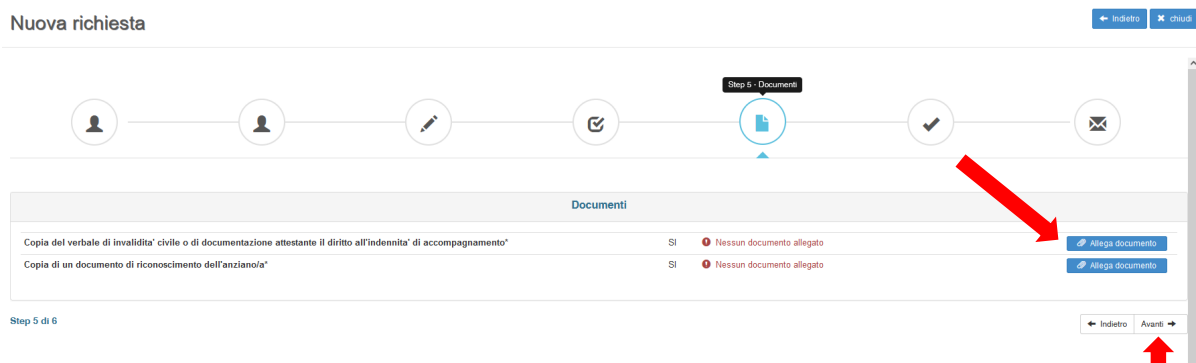 Nuova richiesta
Indietro
chiudi
Step 5 - Documenti
Documenti
Copia del verbale di invalidita' civile o di documentazione attestante il diritto all'indennita' di accompagnamento* SI Nessun documento allegato Allega documento
Copia di un documento di riconoscimento dell'anziano/a* SI Nessun documento allegato Allega documento
Step 5 di 6
Indietro
Avanti